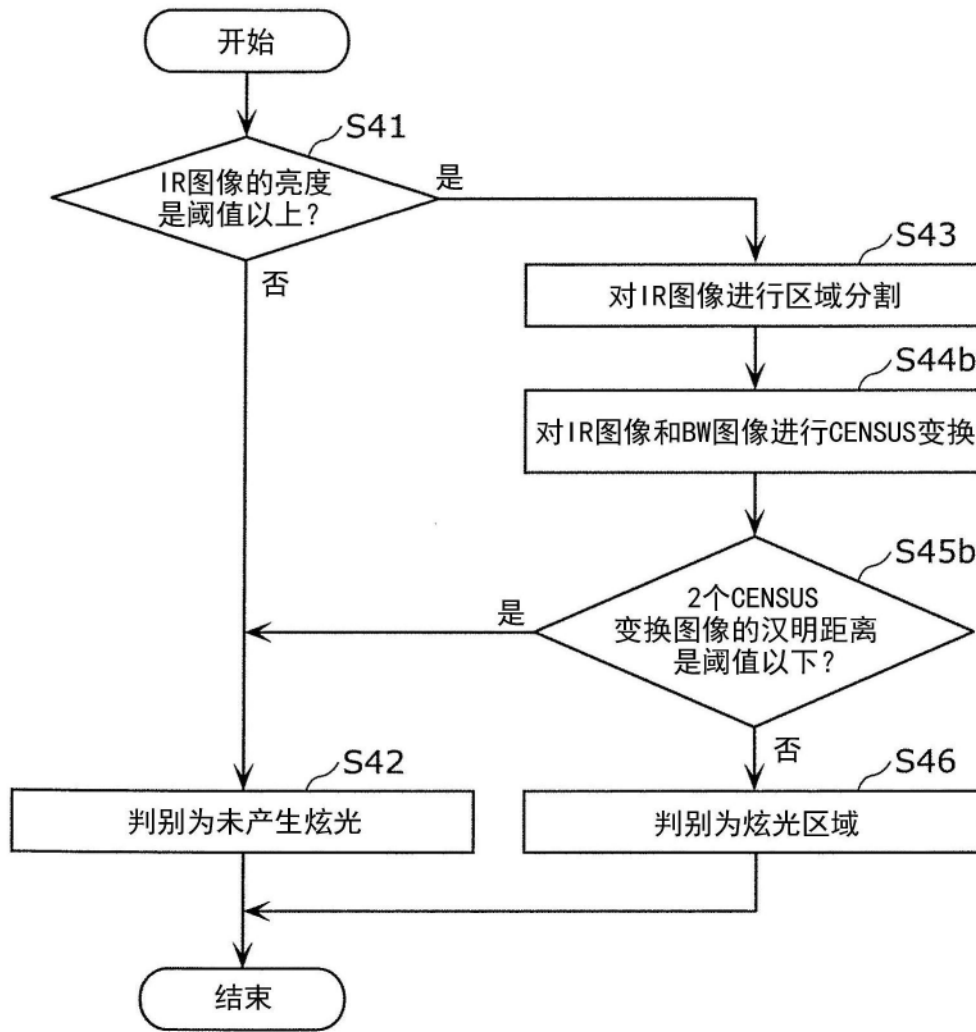 开始
S41
IR图像的亮度
是阈值以上?
是
否
S43
对IR图像进行区域分割
S44b
对IR图像和BW图像进行CENSUS变换
S45b
2个CENSUS
变换图像的汉明距离
是阈值以下?
是
否
S42
判别为未产生炫光
S46
判别为炫光区域
结束